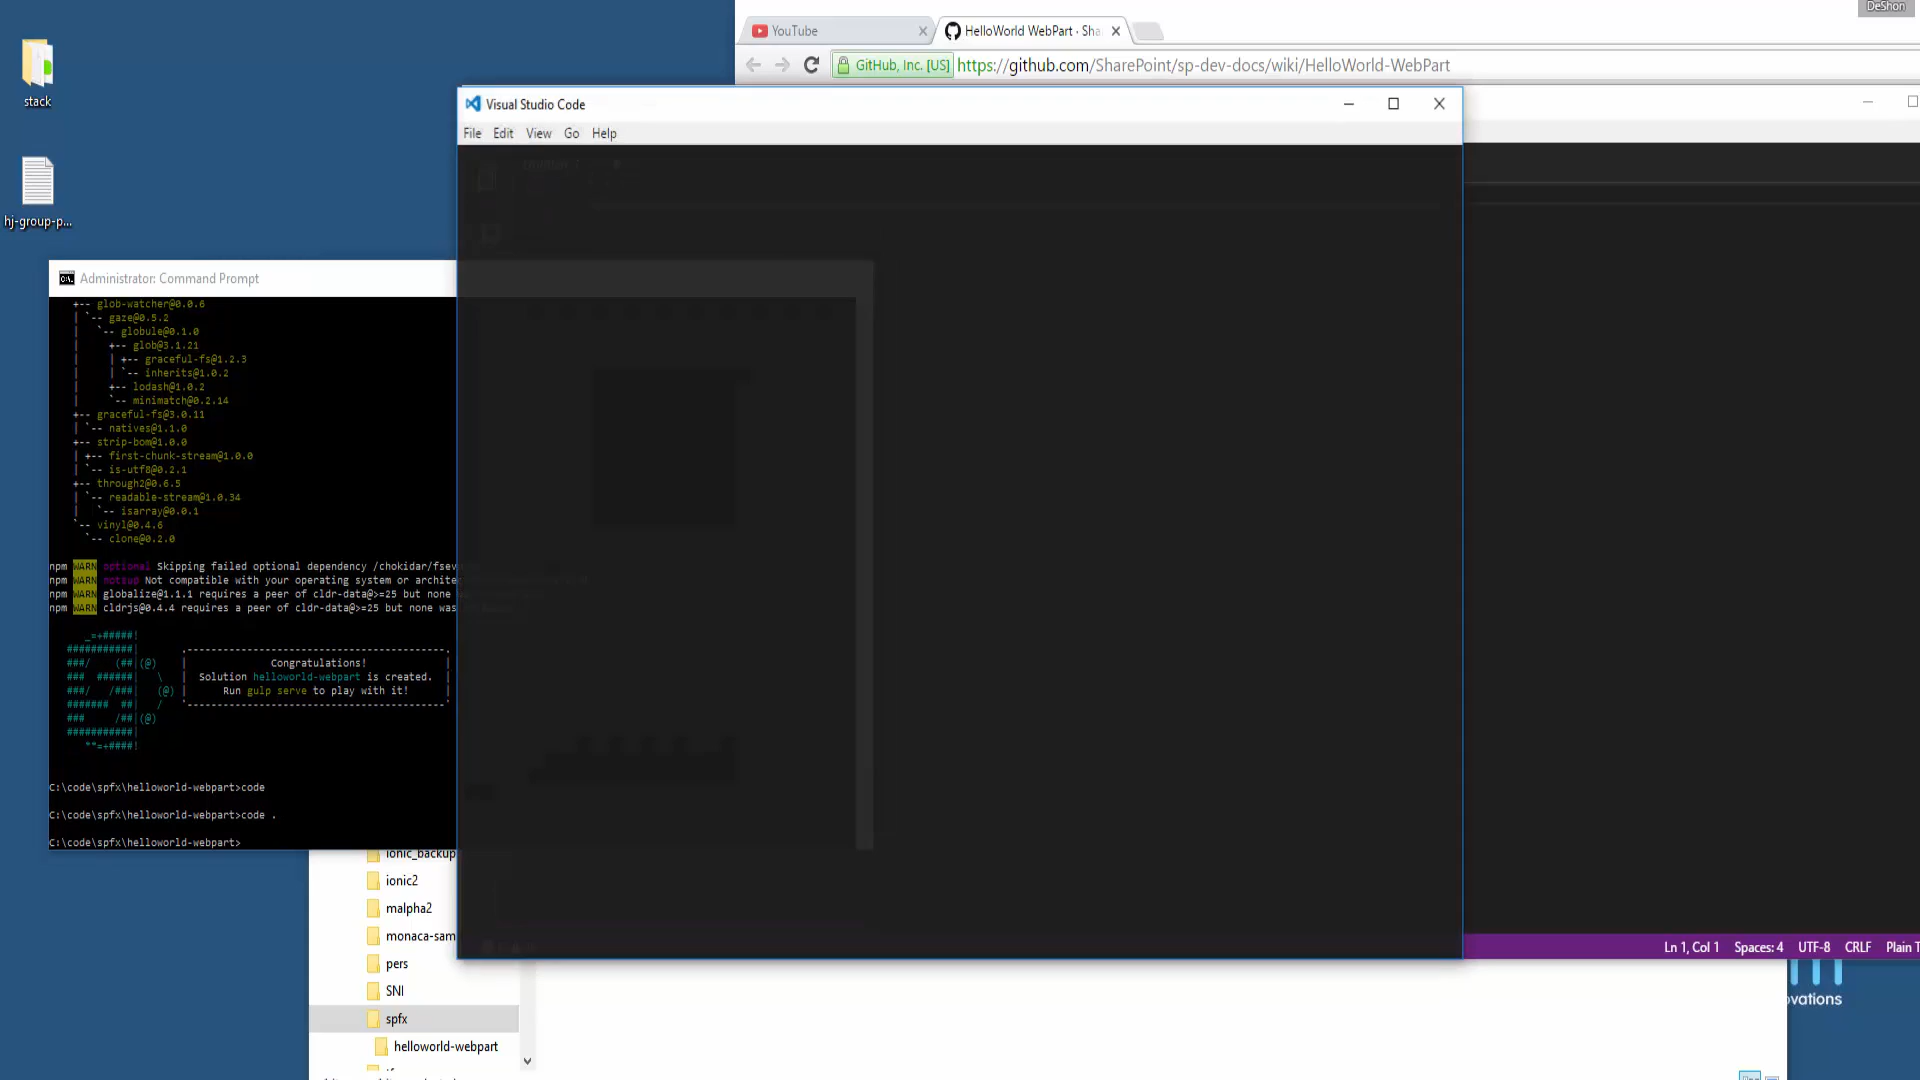 DeShon
YouTube
HelloWorld WebPart · Sha
GitHub, Inc. [US]
https://github.com/SharePoint/sp-dev-docs/wiki/HelloWorld-WebPart
stack
hj-group-p...
Visual Studio Code
File Edit View Go Help
Administrator: Command Prompt
+-- glob-watcher@0.0.6
| `-- gaze@0.5.2
|   `-- globule@0.1.0
|     +-- glob@3.1.21
|     | +-- graceful-fs@1.2.3
|     | `-- inherits@1.0.2
|     +-- lodash@1.0.2
|     `-- minimatch@0.2.14
+-- graceful-fs@3.0.11
| `-- natives@1.1.0
+-- strip-bom@1.0.0
| +-- first-chunk-stream@1.0.0
| `-- is-utf8@0.2.1
+-- through2@0.6.5
| `-- readable-stream@1.0.34
|   `-- isarray@0.0.1
`-- vinyl@0.4.6
  `-- clone@0.2.0
npm WARN optional Skipping failed optional dependency /chokidar/fsev
npm WARN notsup Not compatible with your operating system or archite
npm WARN globalize@1.1.1 requires a peer of cldr-data@>=25 but none
npm WARN cldrjs@0.4.4 requires a peer of cldr-data@>=25 but none was
Congratulations!
Solution helloworld-webpart is created.
Run gulp serve to play with it!
C:\code\spfx\helloworld-webpart>code
C:\code\spfx\helloworld-webpart>code .
C:\code\spfx\helloworld-webpart>
ionic_backup
ionic2
malpha2
monaca-sam
pers
SNI
spfx
helloworld-webpart
Ln 1, Col 1 Spaces: 4 UTF-8 CRLF Plain T
ovations